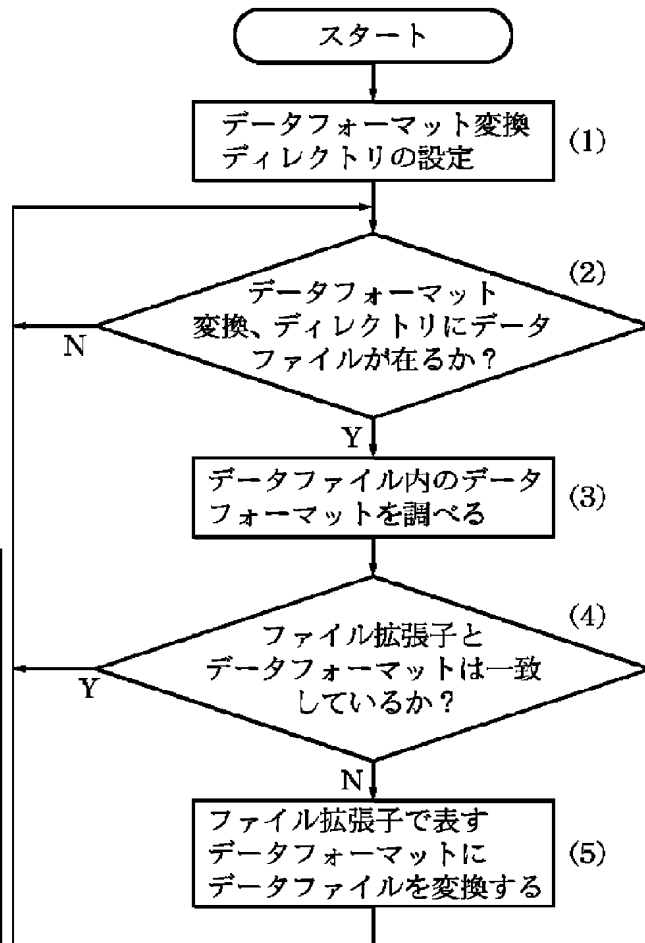 スタート
データフォーマット変換
ディレクトリの設定
(1)
(2)
データフォーマット
変換、ディレクトリにデータ
ファイルが在るか？
N
Y
データファイル内のデータ
フォーマットを調べる
(3)
(4)
ファイル拡張子と
データフォーマットは一致
しているか？
Y
N
ファイル拡張子で表す
データフォーマットに
データファイルを変換する
(5)